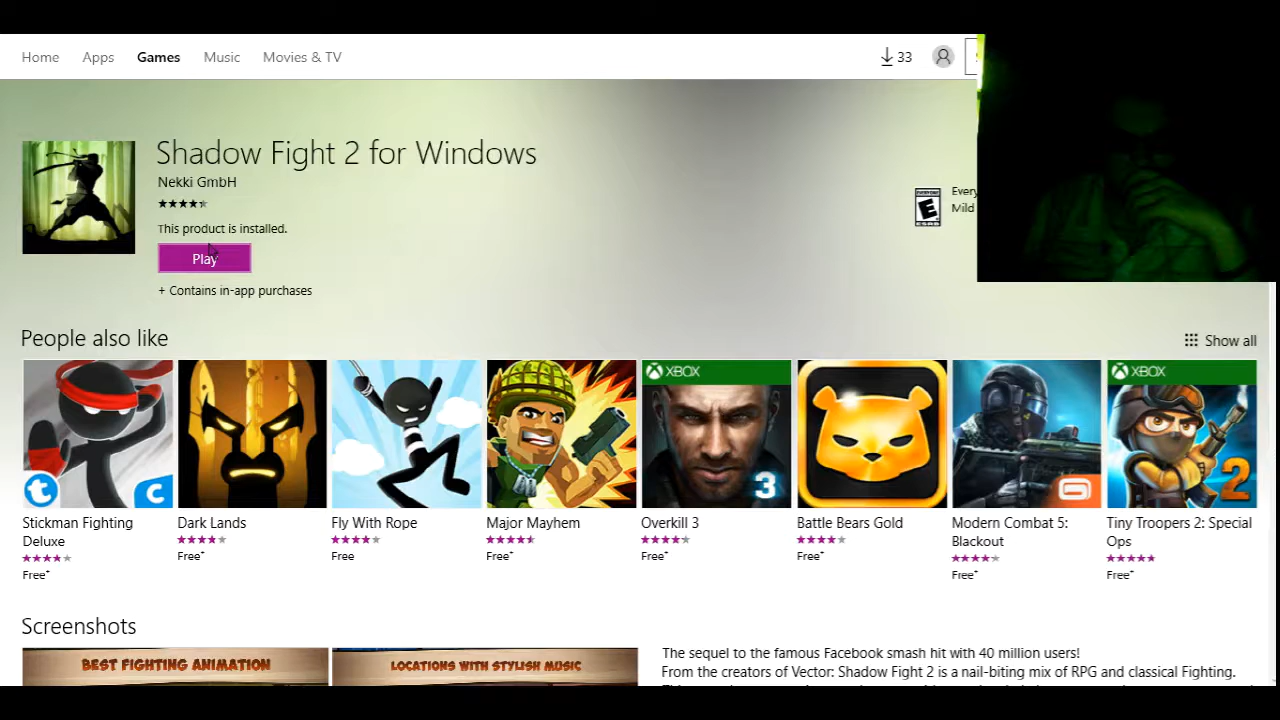 Home Apps Games Music Movies & TV 33
Shadow Fight 2 for Windows
Nekki GmbH
This product is installed.
Play
+ Contains in-app purchases
EVERYONE
E
ESRB
Mild
People also like
Show all
t
C
XBOX
3
XBOX
2
Stickman Fighting Deluxe
Free+
Dark Lands
Free+
Fly With Rope
Free
Major Mayhem
Free+
Overkill 3
Free+
Battle Bears Gold
Free+
Modern Combat 5: Blackout
Free+
Tiny Troopers 2: Special Ops
Free+
Screenshots
BEST FIGHTING ANIMATION
LOCATIONS WITH STYLISH MUSIC
The sequel to the famous Facebook smash hit with 40 million users!
From the creators of Vector: Shadow Fight 2 is a nail-biting mix of RPG and classical Fighting.